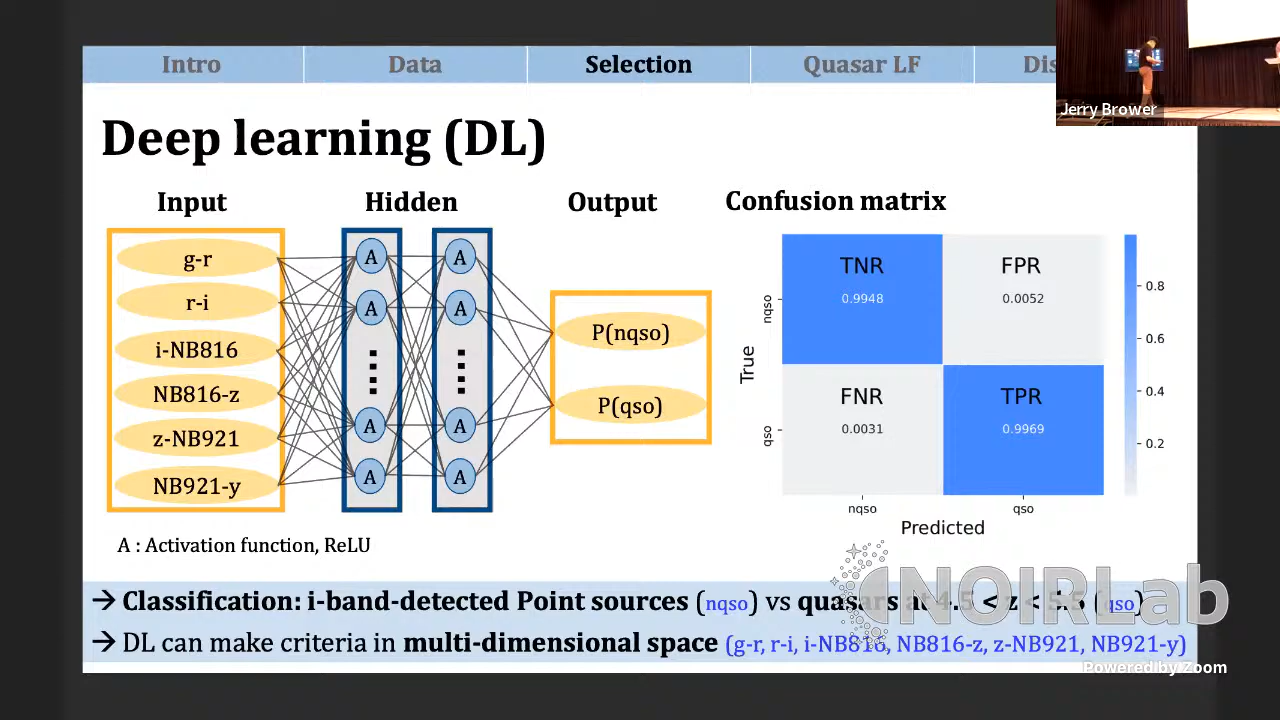 Intro Data Selection Quasar LF Dis
Jerry Brower
Deep learning (DL)
Input Hidden Output Confusion matrix
g-r
r-i
i-NB816
NB816-z
z-NB921
NB921-y
A
A
A
A
A
A
A
A
P(nqso)
P(qso)
TNR FPR
0.9948 0.0052
FNR TPR
0.0031 0.9969
True
nqso
qso
nqso qso
Predicted
0.8
0.6
0.4
0.2
A : Activation function, ReLU
→ Classification: i-band-detected Point sources (nqso) vs quasars at 4.5 < z < 5.5 (qso)
→ DL can make criteria in multi-dimensional space (g-r, r-i, i-NB816, NB816-z, z-NB921, NB921-y)
NOIRLab
Powered by Zoom